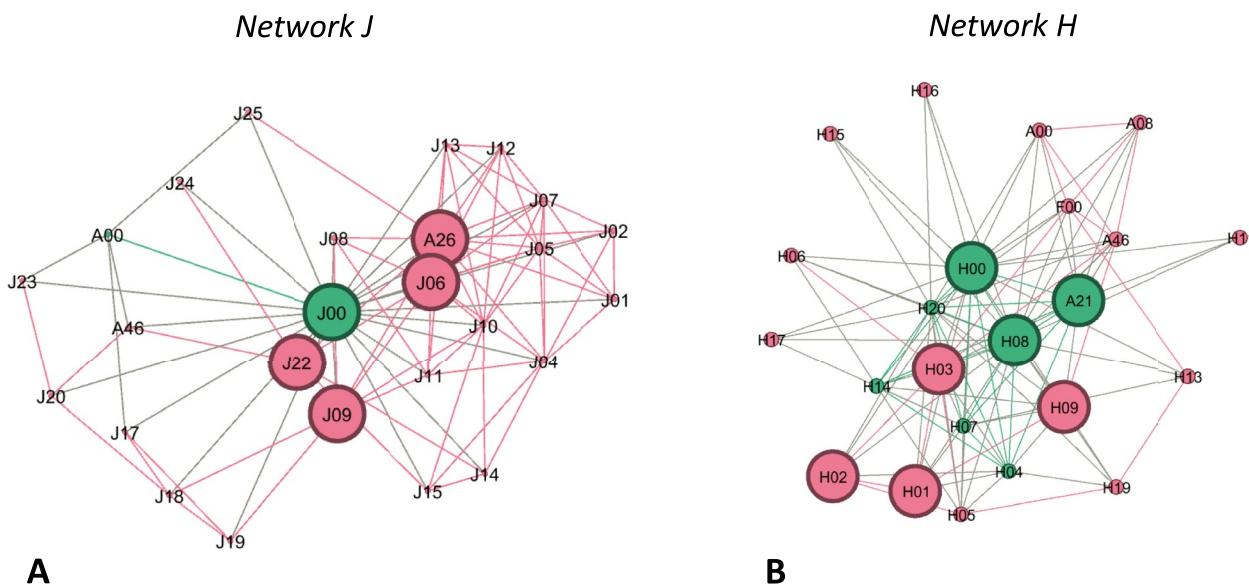 Network J
Network H
J25
J13
J12
J24
J07
A00
J08
A26
J02
J05
J23
J06
J01
J00
A46
J10
J22
J04
J11
J20
J09
J17
J14
J15
J18
J19
A
H16
H15
A00
A08
F00
H06
A46
H1
H00
A21
H20
H17
H08
H03
H14
H13
H09
H07
H02
H01
H04
H19
H05
B